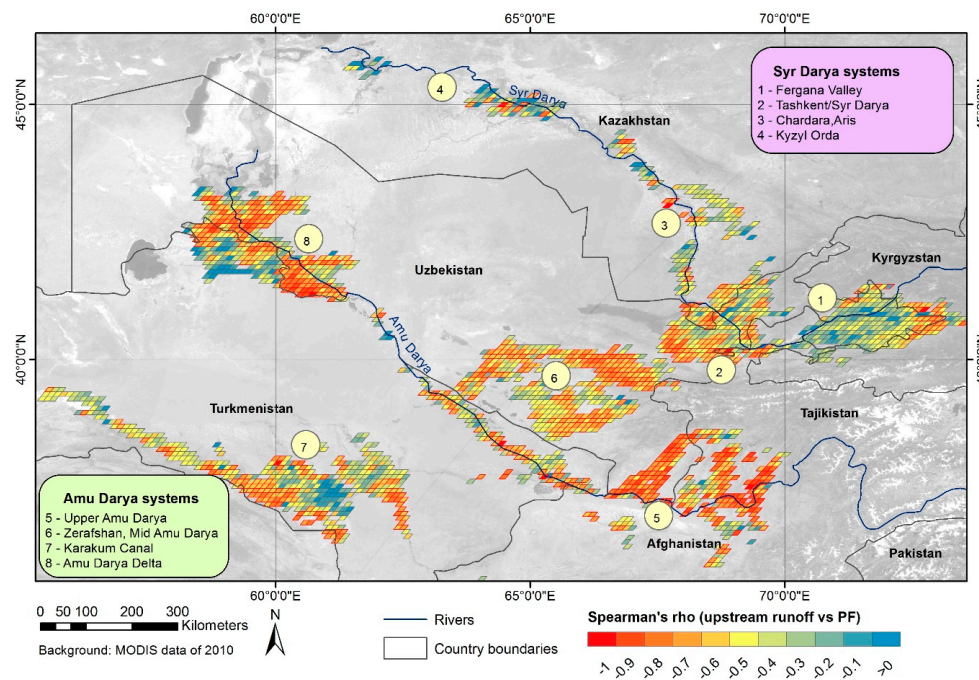 60°0'0"E 65°0'0"E 70°0'0"E
Syr Darya systems
1 - Fergana Valley
2 - Tashkent/Syr Darya
3 - Chardara,Aris
4 - Kyzyl Orda
45°0'0"N
4
Syr Darya
Kazakhstan
3
8
Uzbekistan
Kyrgyzstan
1
Amu Darya
40°0'0"N
6
2
Turkmenistan
Tajikistan
7
Amu Darya systems
5 - Upper Amu Darya
6 - Zerafshan, Mid Amu Darya
7 - Karakum Canal
8 - Amu Darya Delta
5
Afghanistan
Pakistan
60°0'0"E 65°0'0"E 70°0'0"E
0 50 100 200 300
Kilometers
Background: MODIS data of 2010
N
Rivers
Country boundaries
Spearman's rho (upstream runoff vs PF)
-1 -0.9 -0.8 -0.7 -0.6 -0.5 -0.4 -0.3 -0.2 -0.1 >0